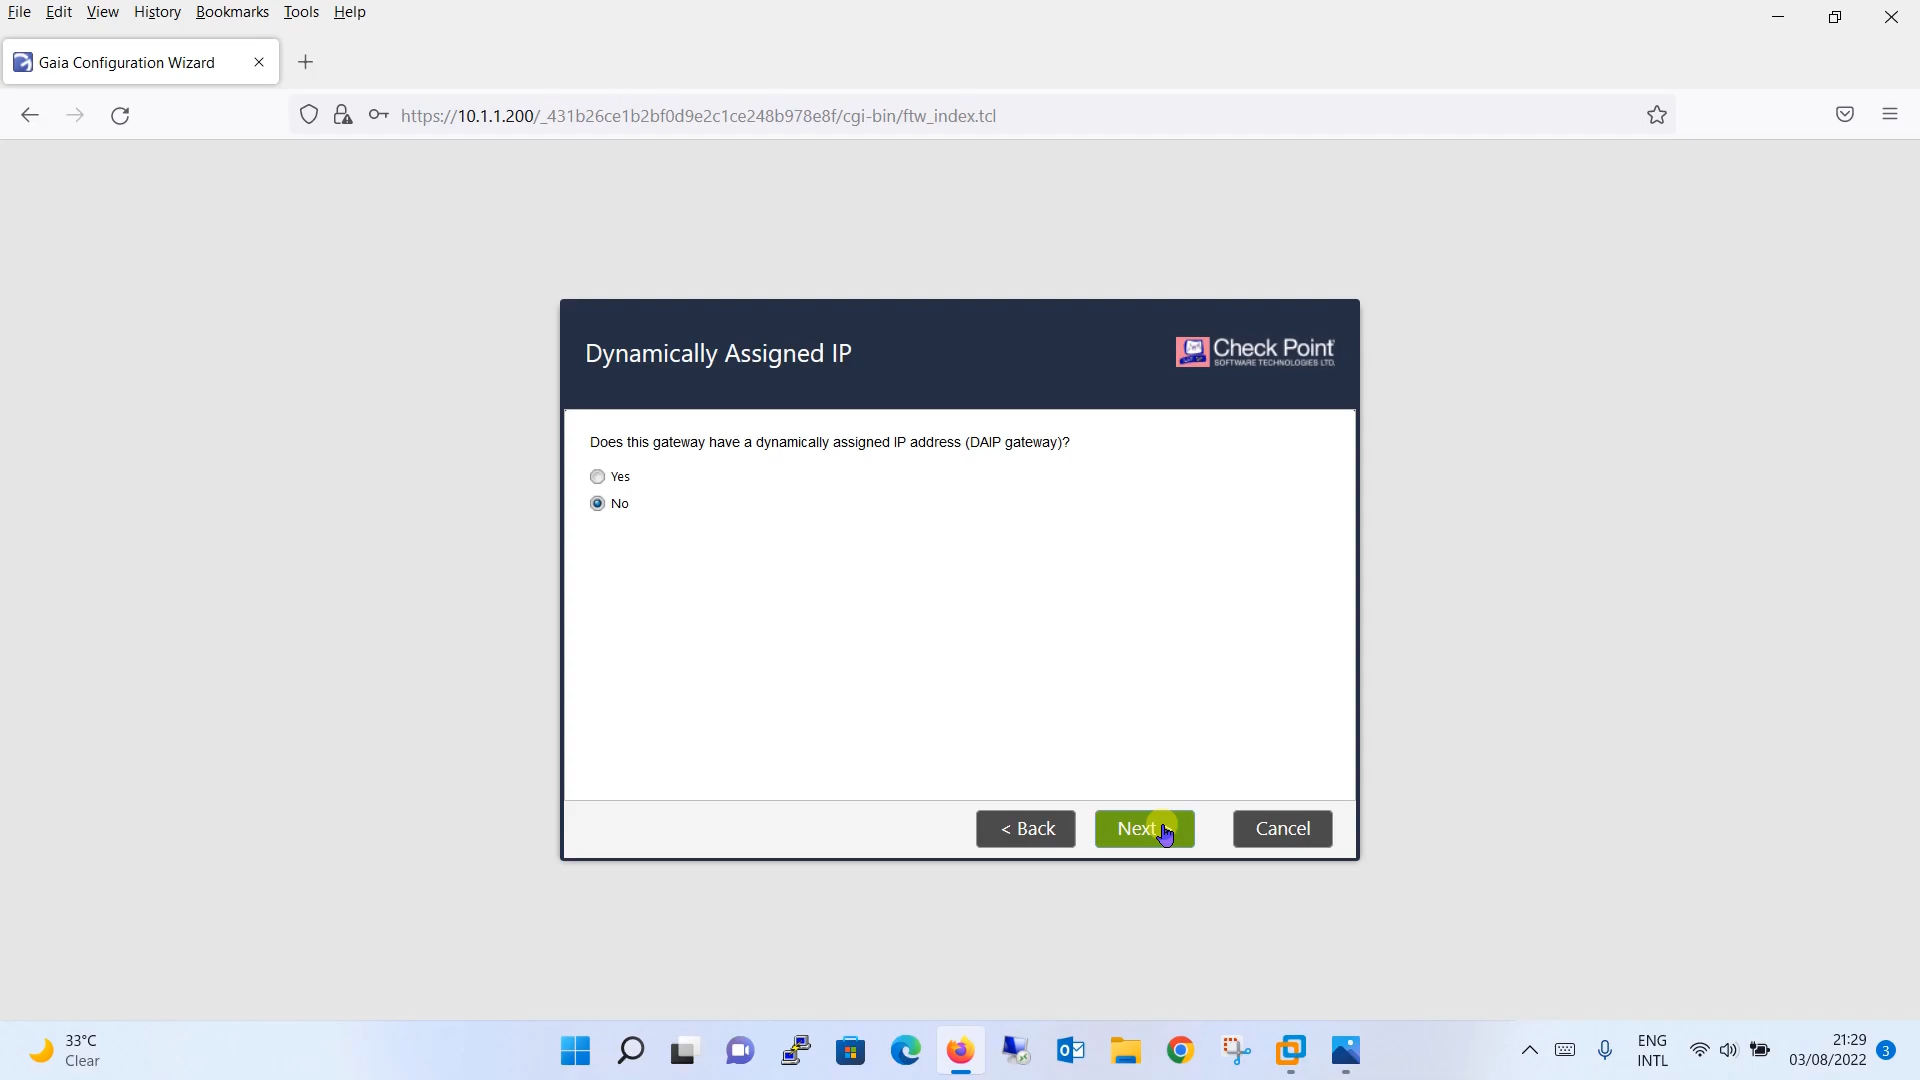 File Edit View History Bookmarks Tools Help
Gaia Configuration Wizard
https://10.1.1.200/_431b26ce1b2bf0d9e2c1ce248b978e8f/cgi-bin/ftw_index.tcl
Dynamically Assigned IP
Check Point
SOFTWARE TECHNOLOGIES LTD.
Does this gateway have a dynamically assigned IP address (DAIP gateway)?
Yes
No
< Back Next Cancel
33°C
Clear
ENG
INTL
21:29
03/08/2022
3